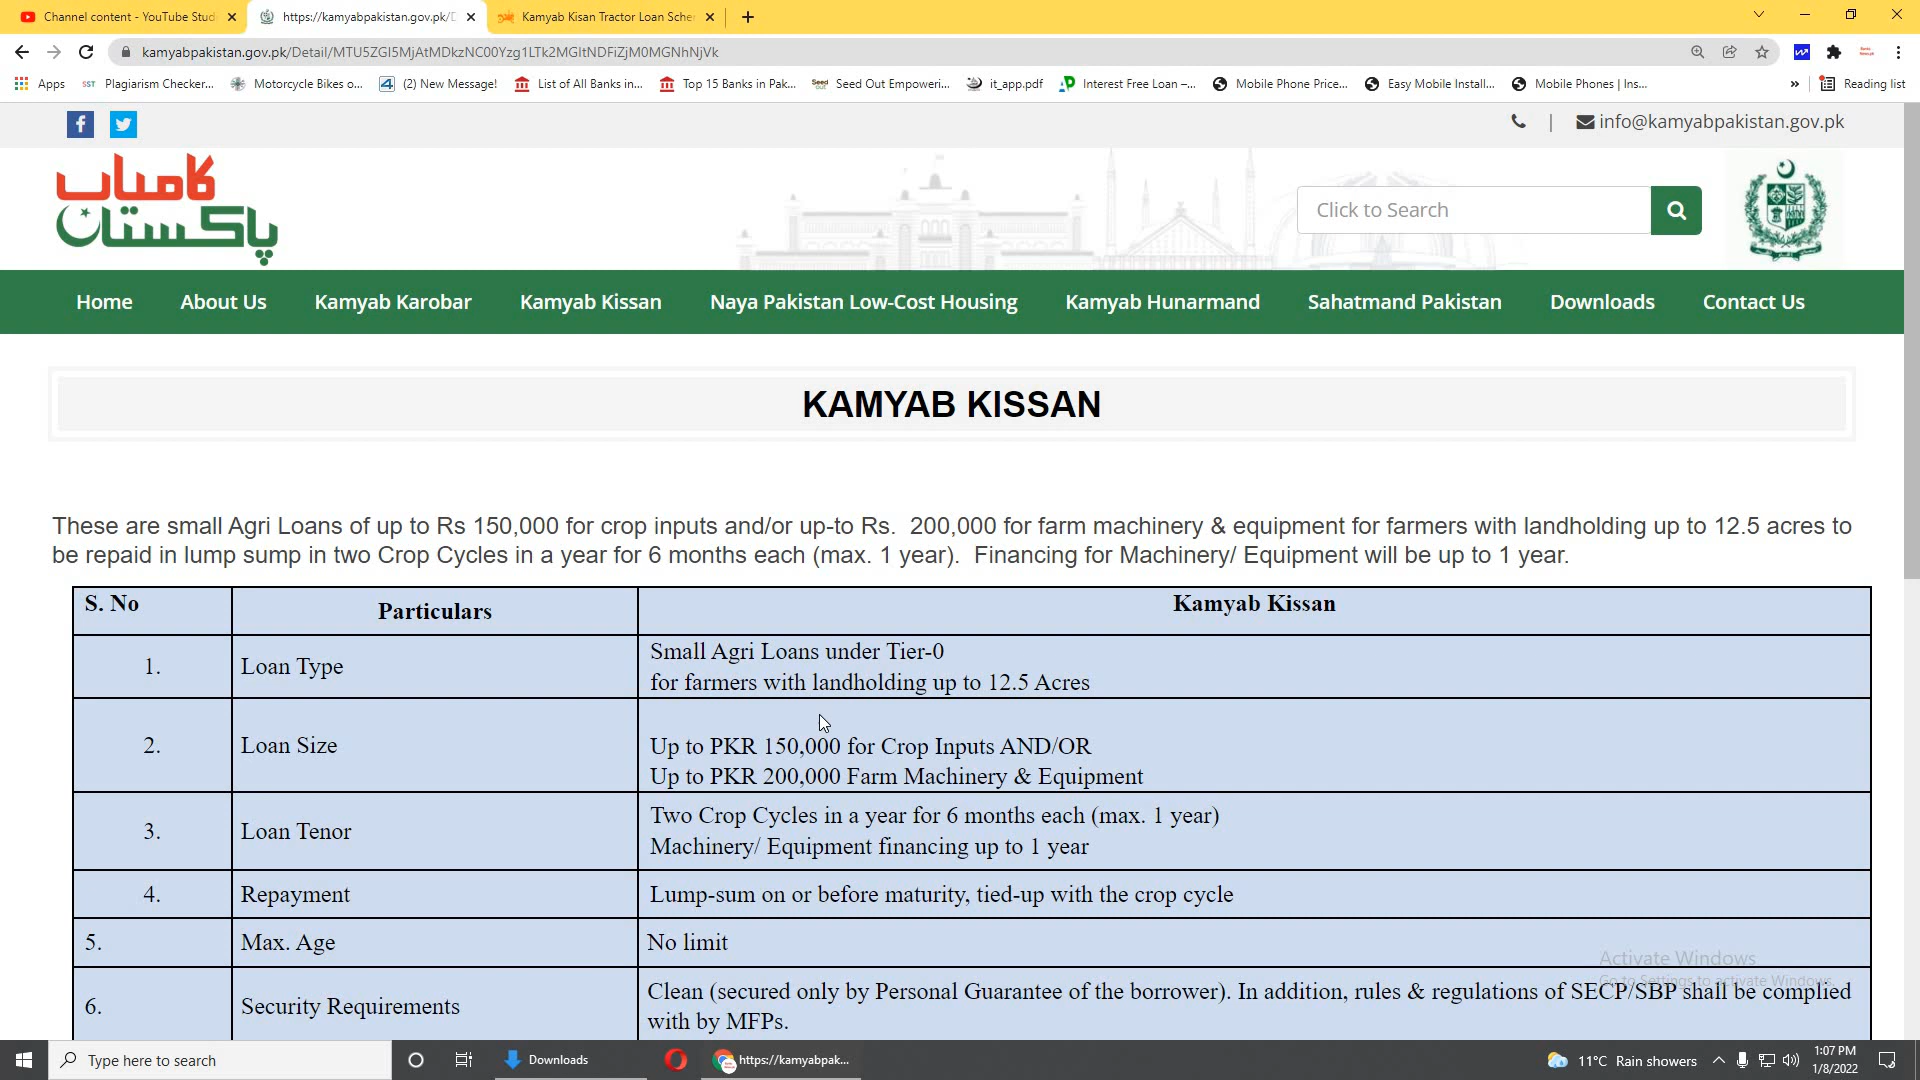 Channel content - YouTube Stud
https://kamyabpakistan.gov.pk/D
Kamyab Kisan Tractor Loan Sche
kamyabpakistan.gov.pk/Detail/MTU5ZGI5MjAtMDkzNC00Yzg1LTk2MGItNDFiZjM0MGNhNjVk
Apps
SST Plagiarism Checker...
Motorcycle Bikes o...
(2) New Message!
List of All Banks in...
Top 15 Banks in Pak...
Seed Out Empoweri...
it_app.pdf
Interest Free Loan –...
Mobile Phone Price...
Easy Mobile Install...
Mobile Phones | Ins...
» Reading list
| info@kamyabpakistan.gov.pk
کامیاب
پاکستان
Click to Search
Home About Us Kamyab Karobar Kamyab Kissan Naya Pakistan Low-Cost Housing Kamyab Hunarmand Sahatmand Pakistan Downloads Contact Us
KAMYAB KISSAN
These are small Agri Loans of up to Rs 150,000 for crop inputs and/or up-to Rs. 200,000 for farm machinery & equipment for farmers with landholding up to 12.5 acres to
be repaid in lump sump in two Crop Cycles in a year for 6 months each (max. 1 year). Financing for Machinery/ Equipment will be up to 1 year.
S. No Particulars Kamyab Kissan
1. Loan Type Small Agri Loans under Tier-0
for farmers with landholding up to 12.5 Acres
2. Loan Size Up to PKR 150,000 for Crop Inputs AND/OR
Up to PKR 200,000 Farm Machinery & Equipment
3. Loan Tenor Two Crop Cycles in a year for 6 months each (max. 1 year)
Machinery/ Equipment financing up to 1 year
4. Repayment Lump-sum on or before maturity, tied-up with the crop cycle
5. Max. Age No limit
6. Security Requirements Clean (secured only by Personal Guarantee of the borrower). In addition, rules & regulations of SECP/SBP shall be complied
with by MFPs.
Activate Windows
Go to Settings to activate Windows.
Type here to search
Downloads
https://kamyabpak...
11°C Rain showers
1:07 PM
1/8/2022